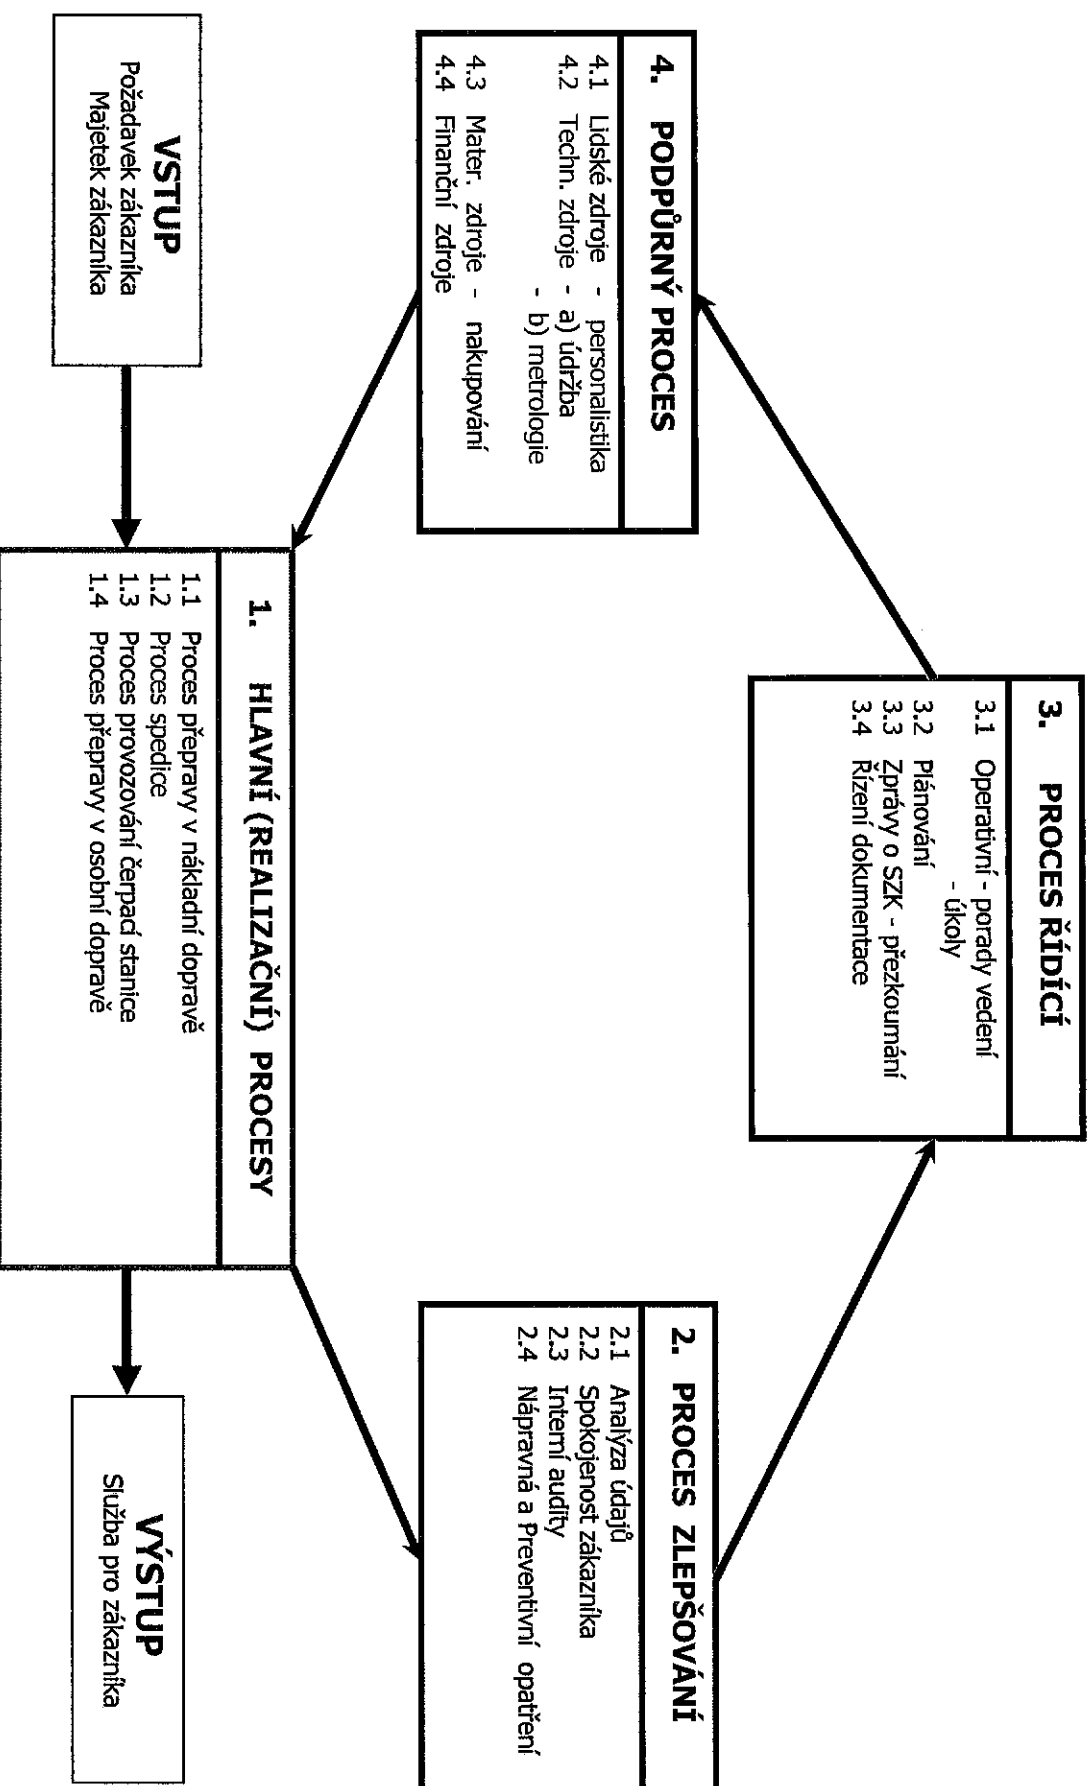 3. PROCES ŘÍDÍCÍ
3.1 Operativní - porady vedení
- úkoly
3.2 Plánování
3.3 Zprávy o SZK - přezkoumání
3.4 Řízení dokumentace
4. PODPŮRNÝ PROCES
4.1 Lidské zdroje - personalistika
4.2 Techn. zdroje - a) údržba
- b) metrologie
4.3 Mater. zdroje - nakupování
4.4 Finanční zdroje
2. PROCES ZLEPŠOVÁNÍ
2.1 Analýza údajů
2.2 Spokojenost zákazníka
2.3 Interní audity
2.4 Nápravná a Preventivní opatření
VSTUP
Požadavek zákazníka
Majetek zákazníka
1. HLAVNÍ (REALIZAČNÍ) PROCESY
1.1 Proces přepravy v nákladní dopravě
1.2 Proces spedice
1.3 Proces provozování čerpací stanice
1.4 Proces přepravy v osobní dopravě
VÝSTUP
Služba pro zákazníka